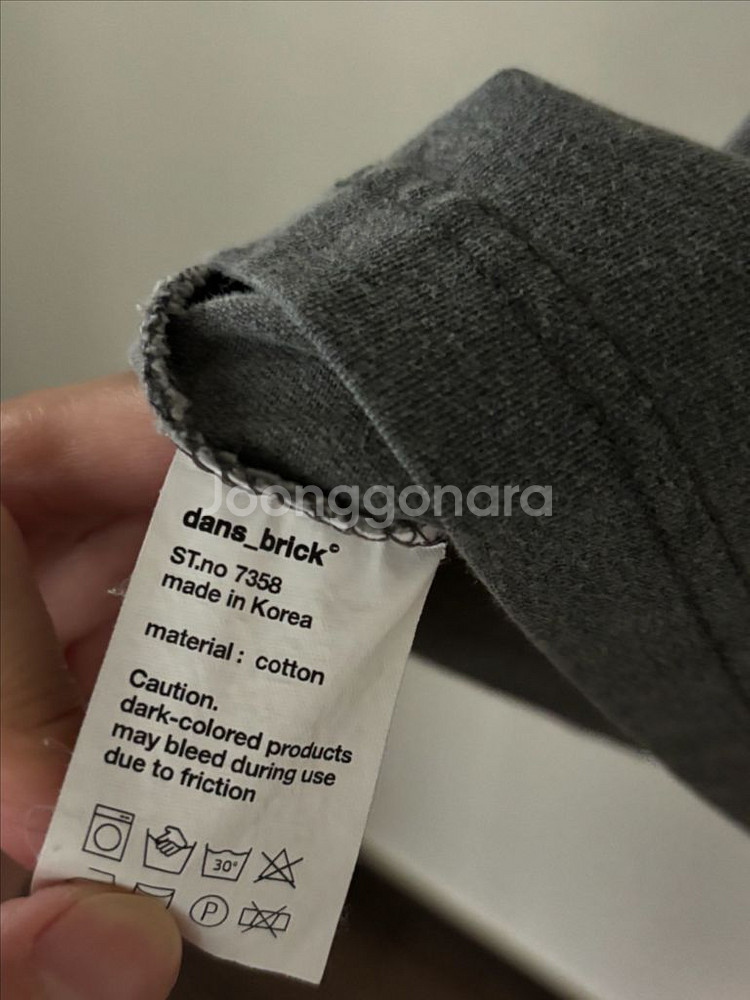 Joonggonara
dans_brick°
ST.no 7358
made in Korea
material : cotton
Caution.
dark-colored products
may bleed during use
due to friction
30°
P